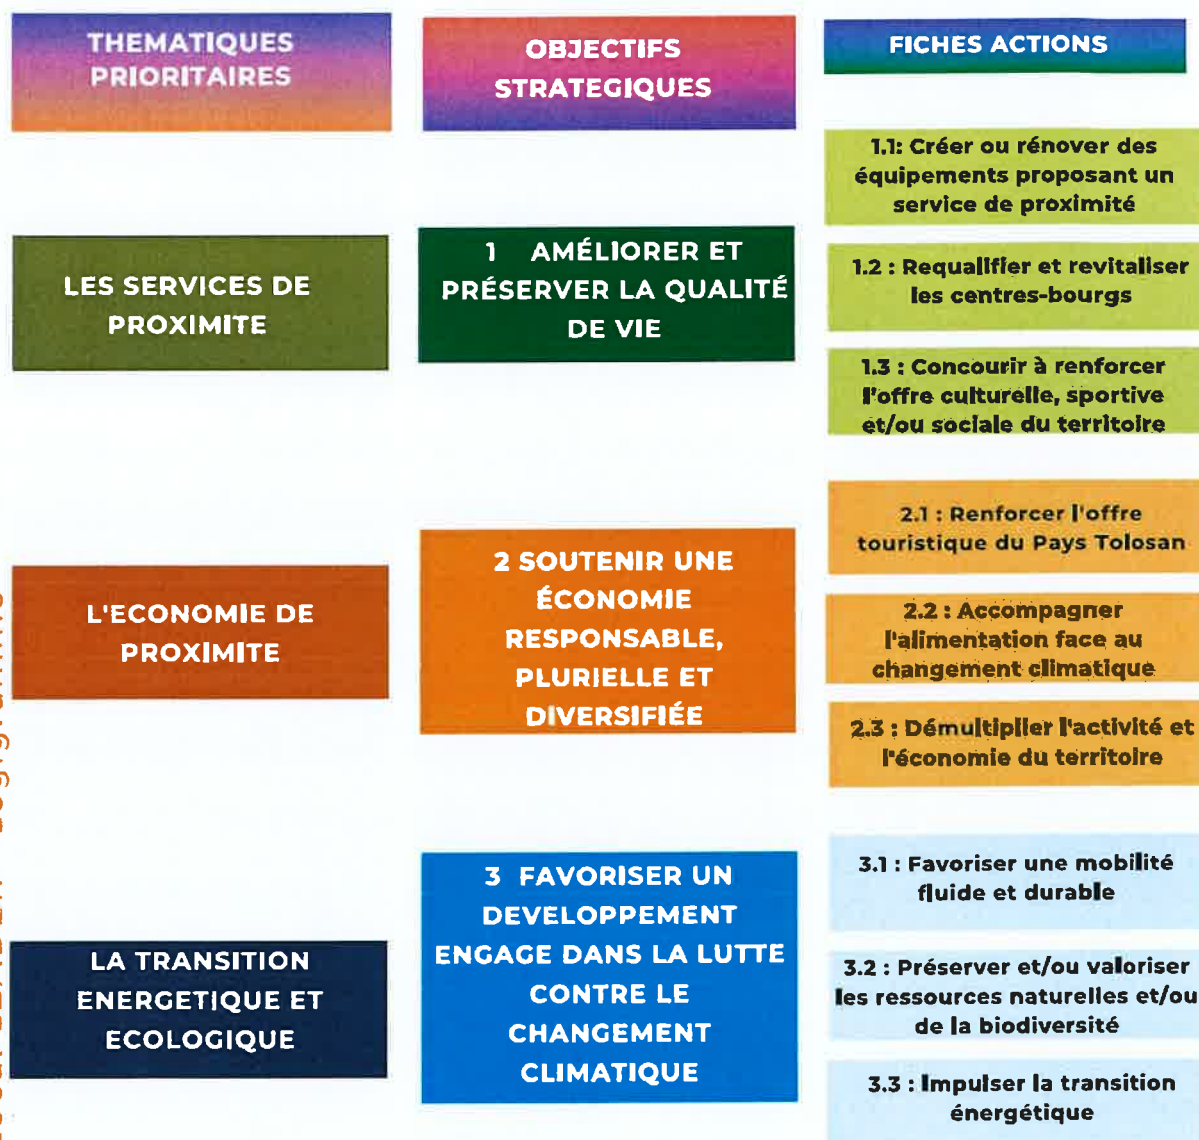 THEMATIQUES
PRIORITAIRES
OBJECTIFS
STRATEGIQUES
FICHES ACTIONS
LES SERVICES DE
PROXIMITE
1 AMÉLIORER ET
PRÉSERVER LA QUALITÉ
DE VIE
1.1: Créer ou rénover des
équipements proposant un
service de proximité
1.2 : Requalifier et revitaliser
les centres-bourgs
1.3 : Concourir à renforcer
l'offre culturelle, sportive
et/ou sociale du territoire
L'ECONOMIE DE
PROXIMITE
2 SOUTENIR UNE
ÉCONOMIE
RESPONSABLE,
PLURIELLE ET
DIVERSIFIÉE
2.1 : Renforcer l'offre
touristique du Pays Tolosan
2.2 : Accompagner
l'alimentation face au
changement climatique
2.3 : Démultiplier l'activité et
l'économie du territoire
LA TRANSITION
ENERGETIQUE ET
ECOLOGIQUE
3 FAVORISER UN
DEVELOPPEMENT
ENGAGE DANS LA LUTTE
CONTRE LE
CHANGEMENT
CLIMATIQUE
3.1 : Favoriser une mobilité
fluide et durable
3.2 : Préserver et/ou valoriser
les ressources naturelles et/ou
de la biodiversité
3.3 : Impulser la transition
énergétique